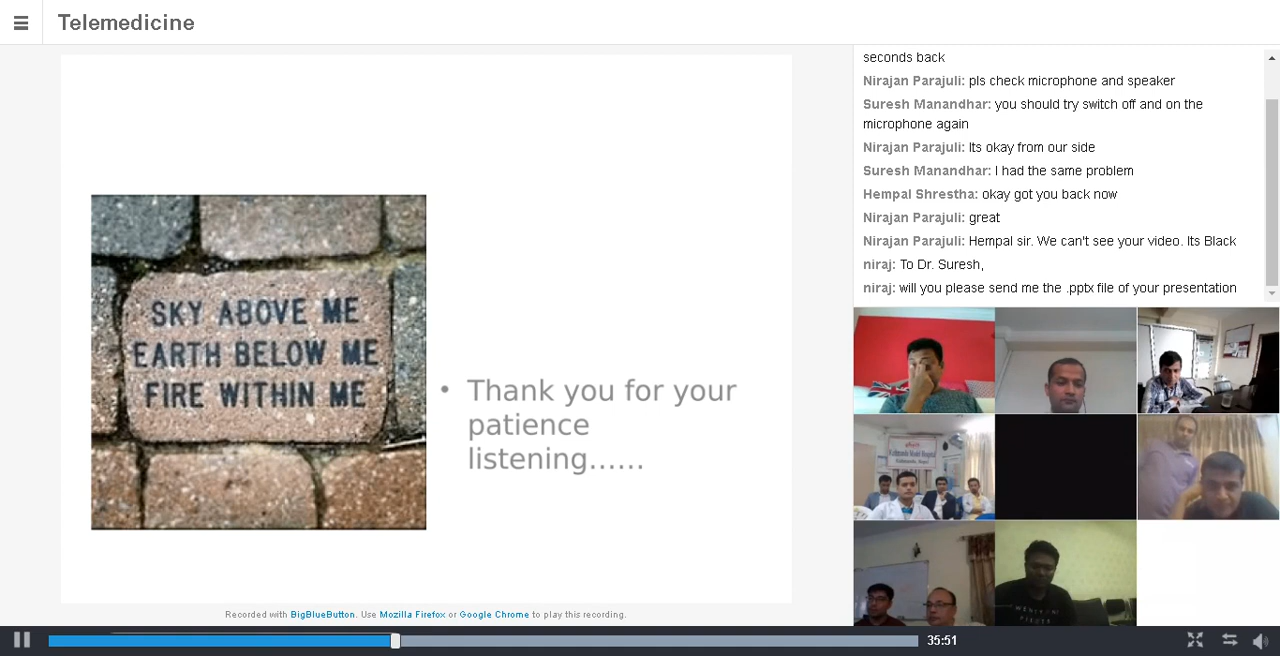 Telemedicine
SKY ABOVE ME
EARTH BELOW ME
FIRE WITHIN ME
• Thank you for your
patience
listening......
Recorded with BigBlueButton. Use Mozilla Firefox or Google Chrome to play this recording.
seconds back
Nirajan Parajuli: pls check microphone and speaker
Suresh Manandhar: you should try switch off and on the
microphone again
Nirajan Parajuli: Its okay from our side
Suresh Manandhar: I had the same problem
Hempal Shrestha: okay got you back now
Nirajan Parajuli: great
Nirajan Parajuli: Hempal sir. We can't see your video. Its Black
niraj: To Dr. Suresh,
niraj: will you please send me the .pptx file of your presentation
Kathmandu Model Hospital
35:51